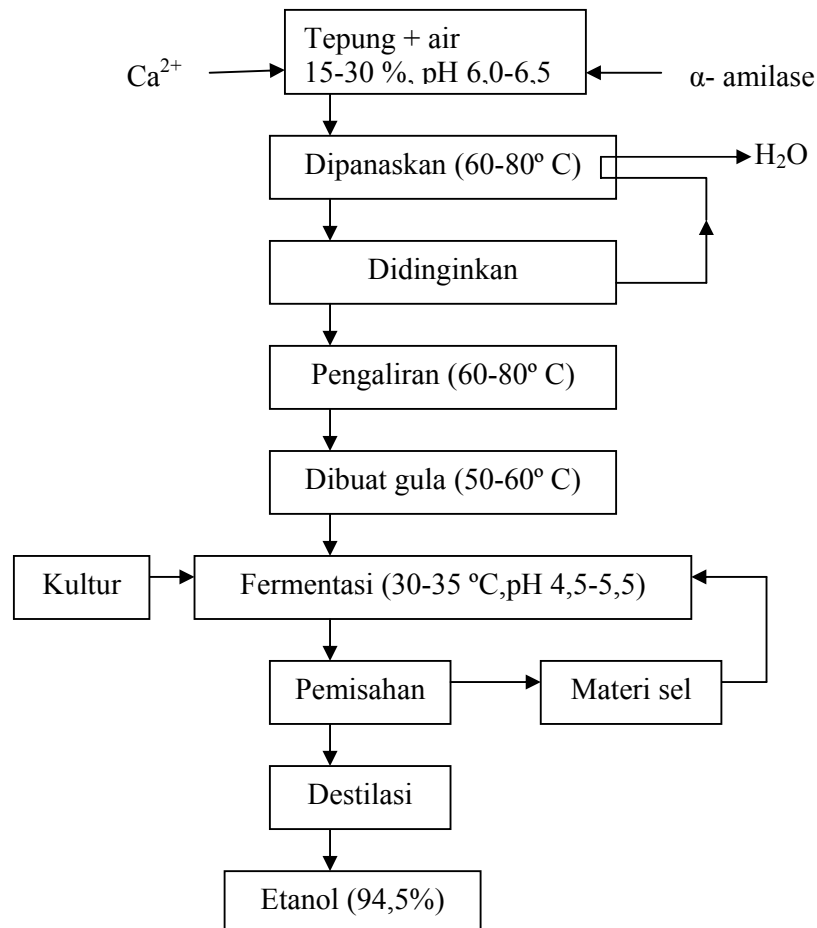 Tepung + air
15-30 %, pH 6,0-6,5
Ca²⁺
α- amilase
Dipanaskan (60-80º C)
H₂O
Didinginkan
Pengaliran (60-80º C)
Dibuat gula (50-60º C)
Kultur
Fermentasi (30-35 ºC,pH 4,5-5,5)
Pemisahan
Materi sel
Destilasi
Etanol (94,5%)